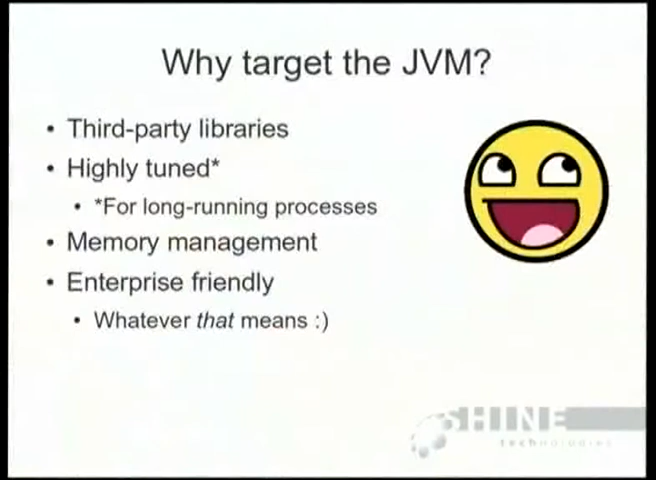 Why target the JVM?
• Third-party libraries
• Highly tuned*
• *For long-running processes
• Memory management
• Enterprise friendly
• Whatever that means :)
SHINE
technologies